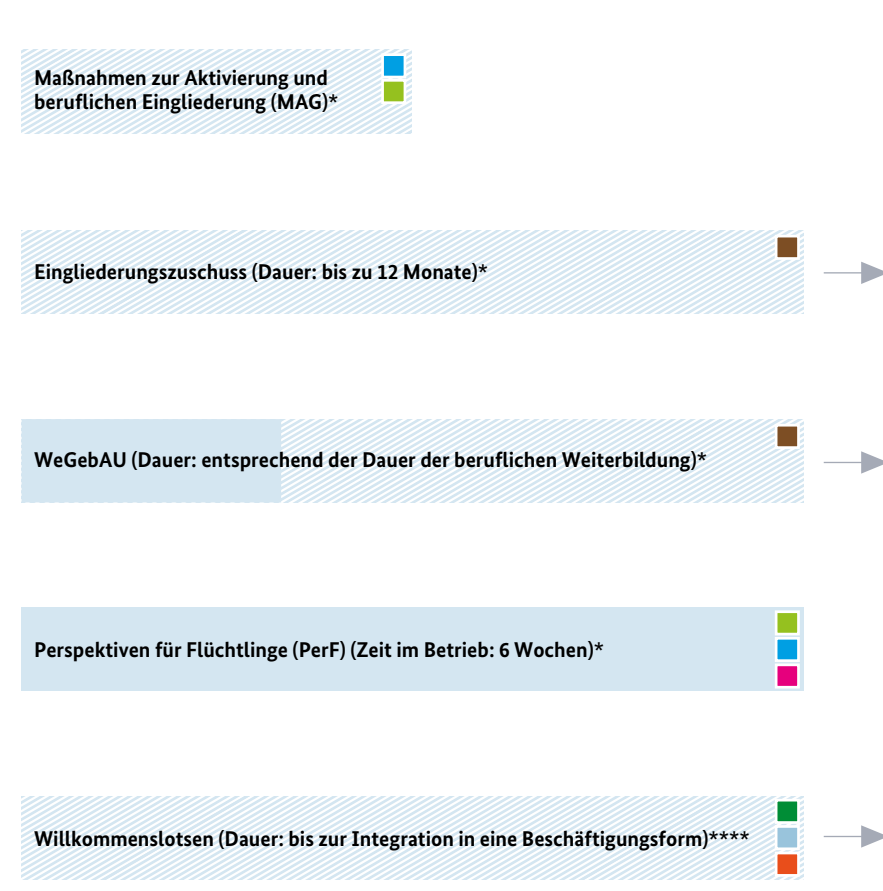 Maßnahmen zur Aktivierung und
beruflichen Eingliederung (MAG)*
Eingliederungszuschuss (Dauer: bis zu 12 Monate)*
WeGebAU (Dauer: entsprechend der Dauer der beruflichen Weiterbildung)*
Perspektiven für Flüchtlinge (PerF) (Zeit im Betrieb: 6 Wochen)*
Willkommenslotsen (Dauer: bis zur Integration in eine Beschäftigungsform)****